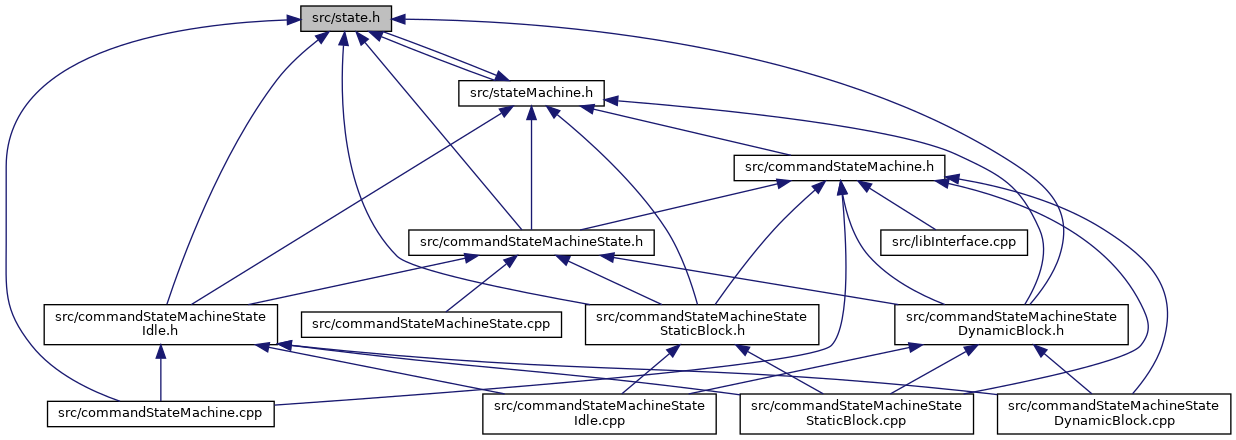 src/state.h
src/stateMachine.h
src/commandStateMachine.h
src/commandStateMachineState.h
src/libInterface.cpp
src/commandStateMachineState
Idle.h
src/commandStateMachineState.cpp
src/commandStateMachineState
StaticBlock.h
src/commandStateMachineState
DynamicBlock.h
src/commandStateMachine.cpp
src/commandStateMachineState
Idle.cpp
src/commandStateMachineState
StaticBlock.cpp
src/commandStateMachineState
DynamicBlock.cpp